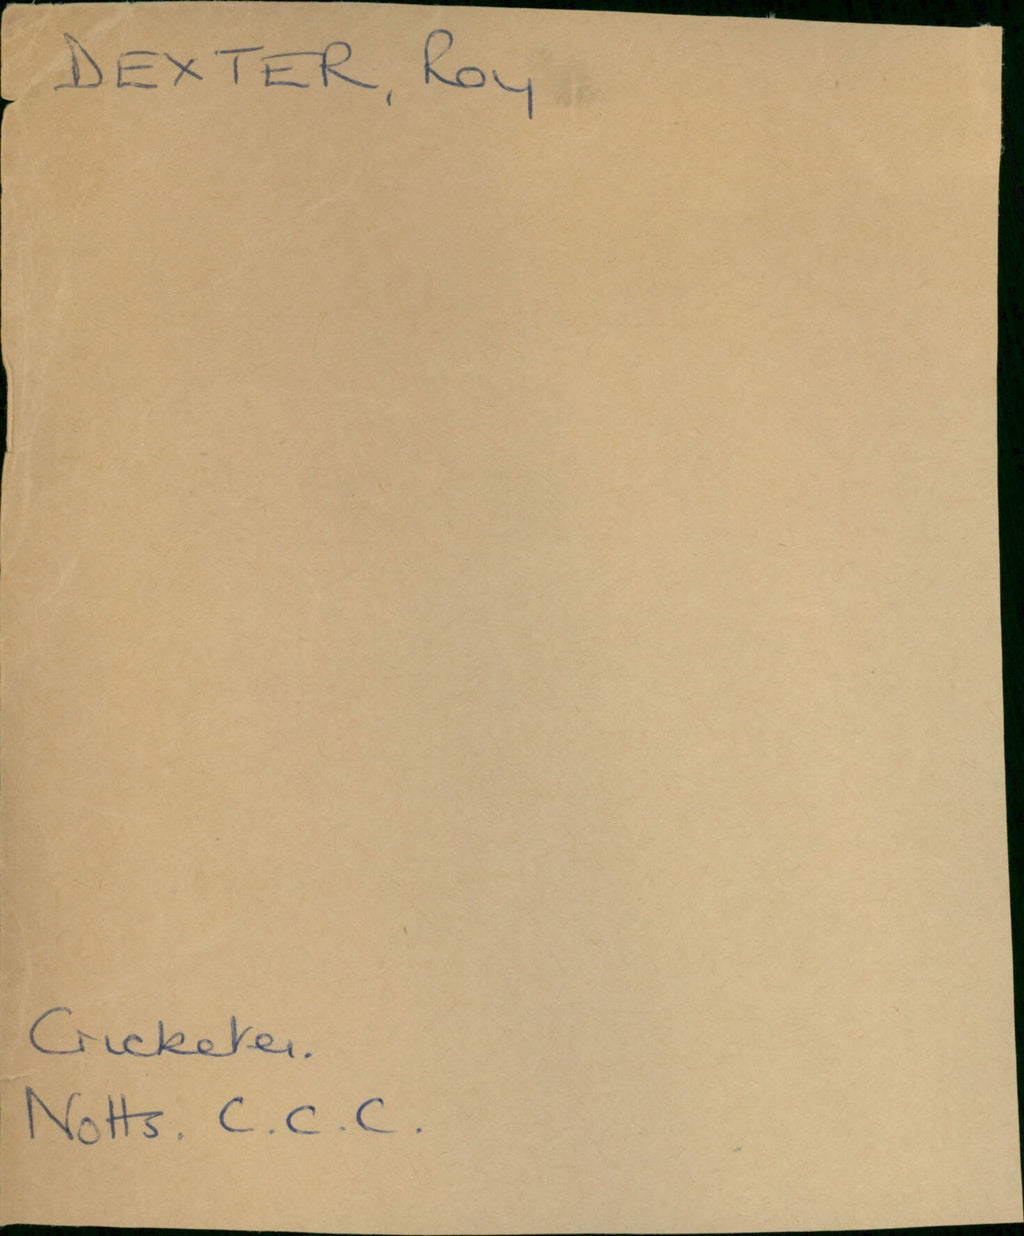 DEXTER, Roy
Cricketer.
Notts. C.C.C.